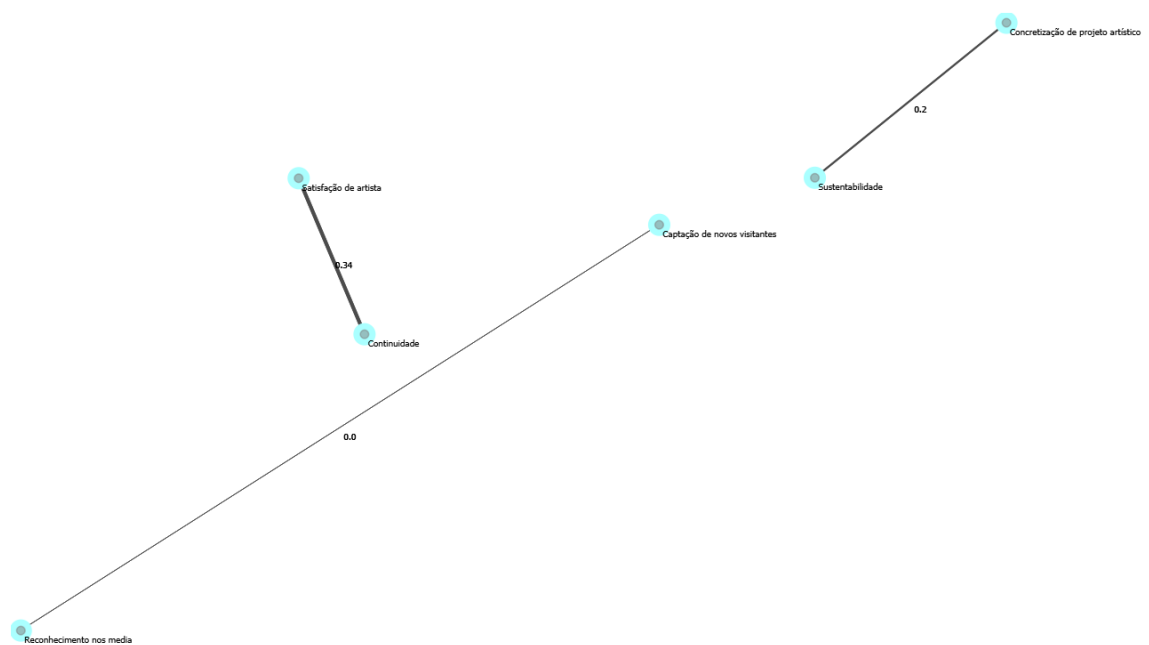 Concretização de projeto artístico
0.2
Satisfação de artista
Sustentabilidade
Captação de novos visitantes
0.34
Continuidade
0.0
Reconhecimento nos media